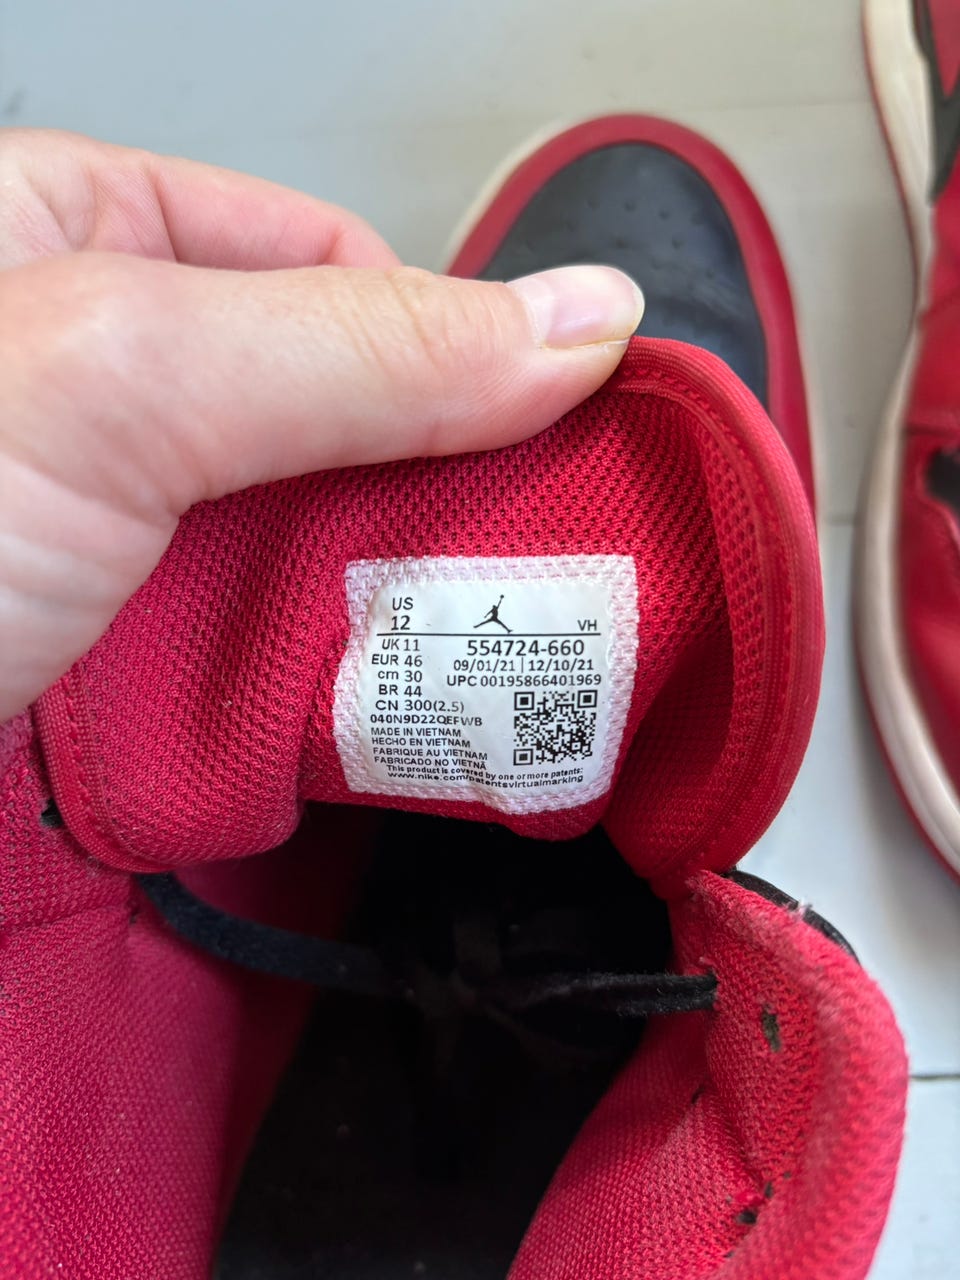 US
12
VH
UK 11
EUR 46
cm 30
BR 44
CN 300(2.5)
554724-660
09/01/21 | 12/10/21
UPC 00195866401969
040N9D22QEFWB
MADE IN VIETNAM
HECHO EN VIETNAM
FABRIQUE AU VIETNAM
FABRICADO NO VIETNÃ
This product is covered by one or more patents:
www.nike.com/patentsvirtualmarking